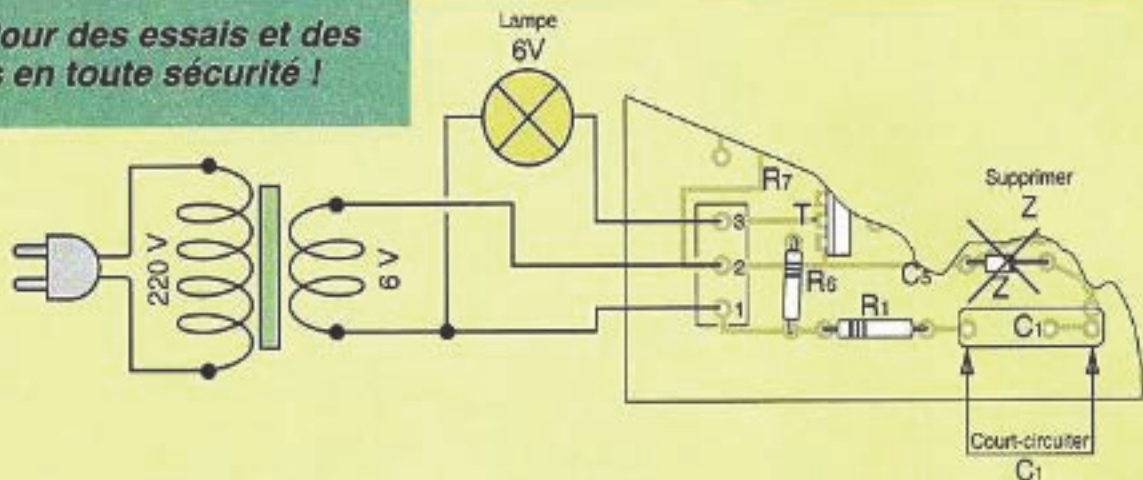 our des essais et des
s en toute sécurité !
Lampe
6V
220 V
6 V
R7
T
3
2
1
R6
R1
C5
Supprimer
Z
Z
C1
Court-circuiter
C1